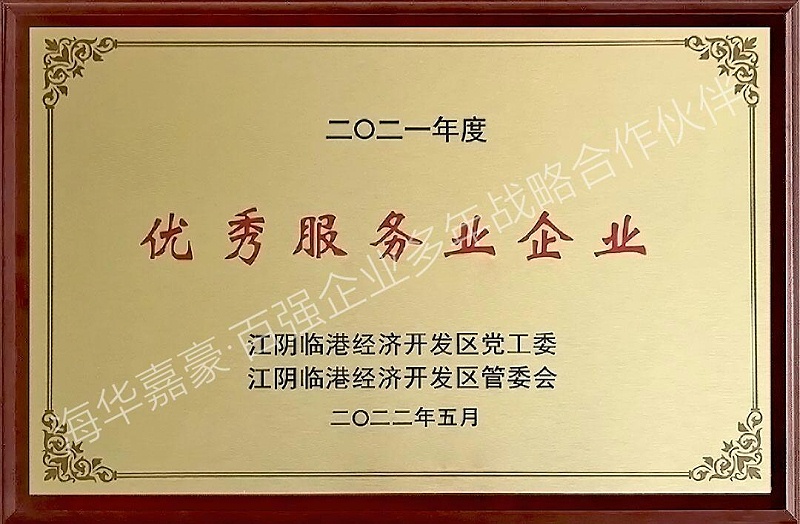 二〇二一年度
优秀服务业企业
江阴临港经济开发区党工委
江阴临港经济开发区管委会
二〇二二年五月
海华嘉豪·百强企业多年战略合作伙伴